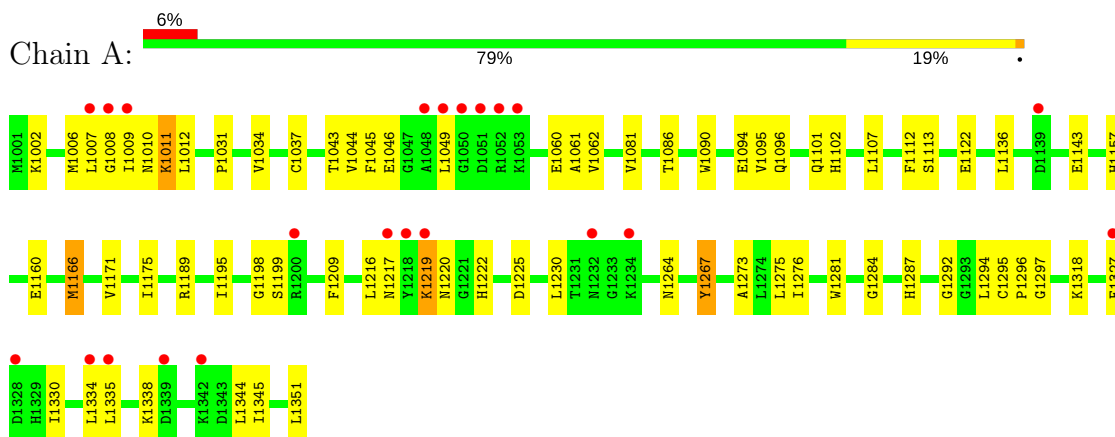 6%
Chain A:
79%
19%
•
M1001 K1002 M1006 L1007 G1008 I1009 N1010 K1011 L1012 P1031 V1034 C1037 T1043 V1044 F1045 E1046 G1047 A1048 L1049 G1050 D1051 R1052 K1053 E1060 A1061 V1062 V1081 T1086 W1090 E1094 V1095 Q1096 Q1101 H1102 L1107 F1112 S1113 E1122 L1136 D1139 E1143 H1157
E1160 M1166 V1171 I1175 R1189 I1195 G1198 S1199 R1200 F1209 L1216 N1217 Y1218 K1219 N1220 G1221 H1222 D1225 L1230 T1231 N1232 G1233 K1234 N1264 Y1267 A1273 L1274 L1275 I1276 W1281 G1284 H1287 G1292 G1293 L1294 C1295 P1296 G1297 K1318
D1328 H1329 I1330 L1334 L1335 K1338 D1339 K1342 D1343 L1344 I1345 L1351